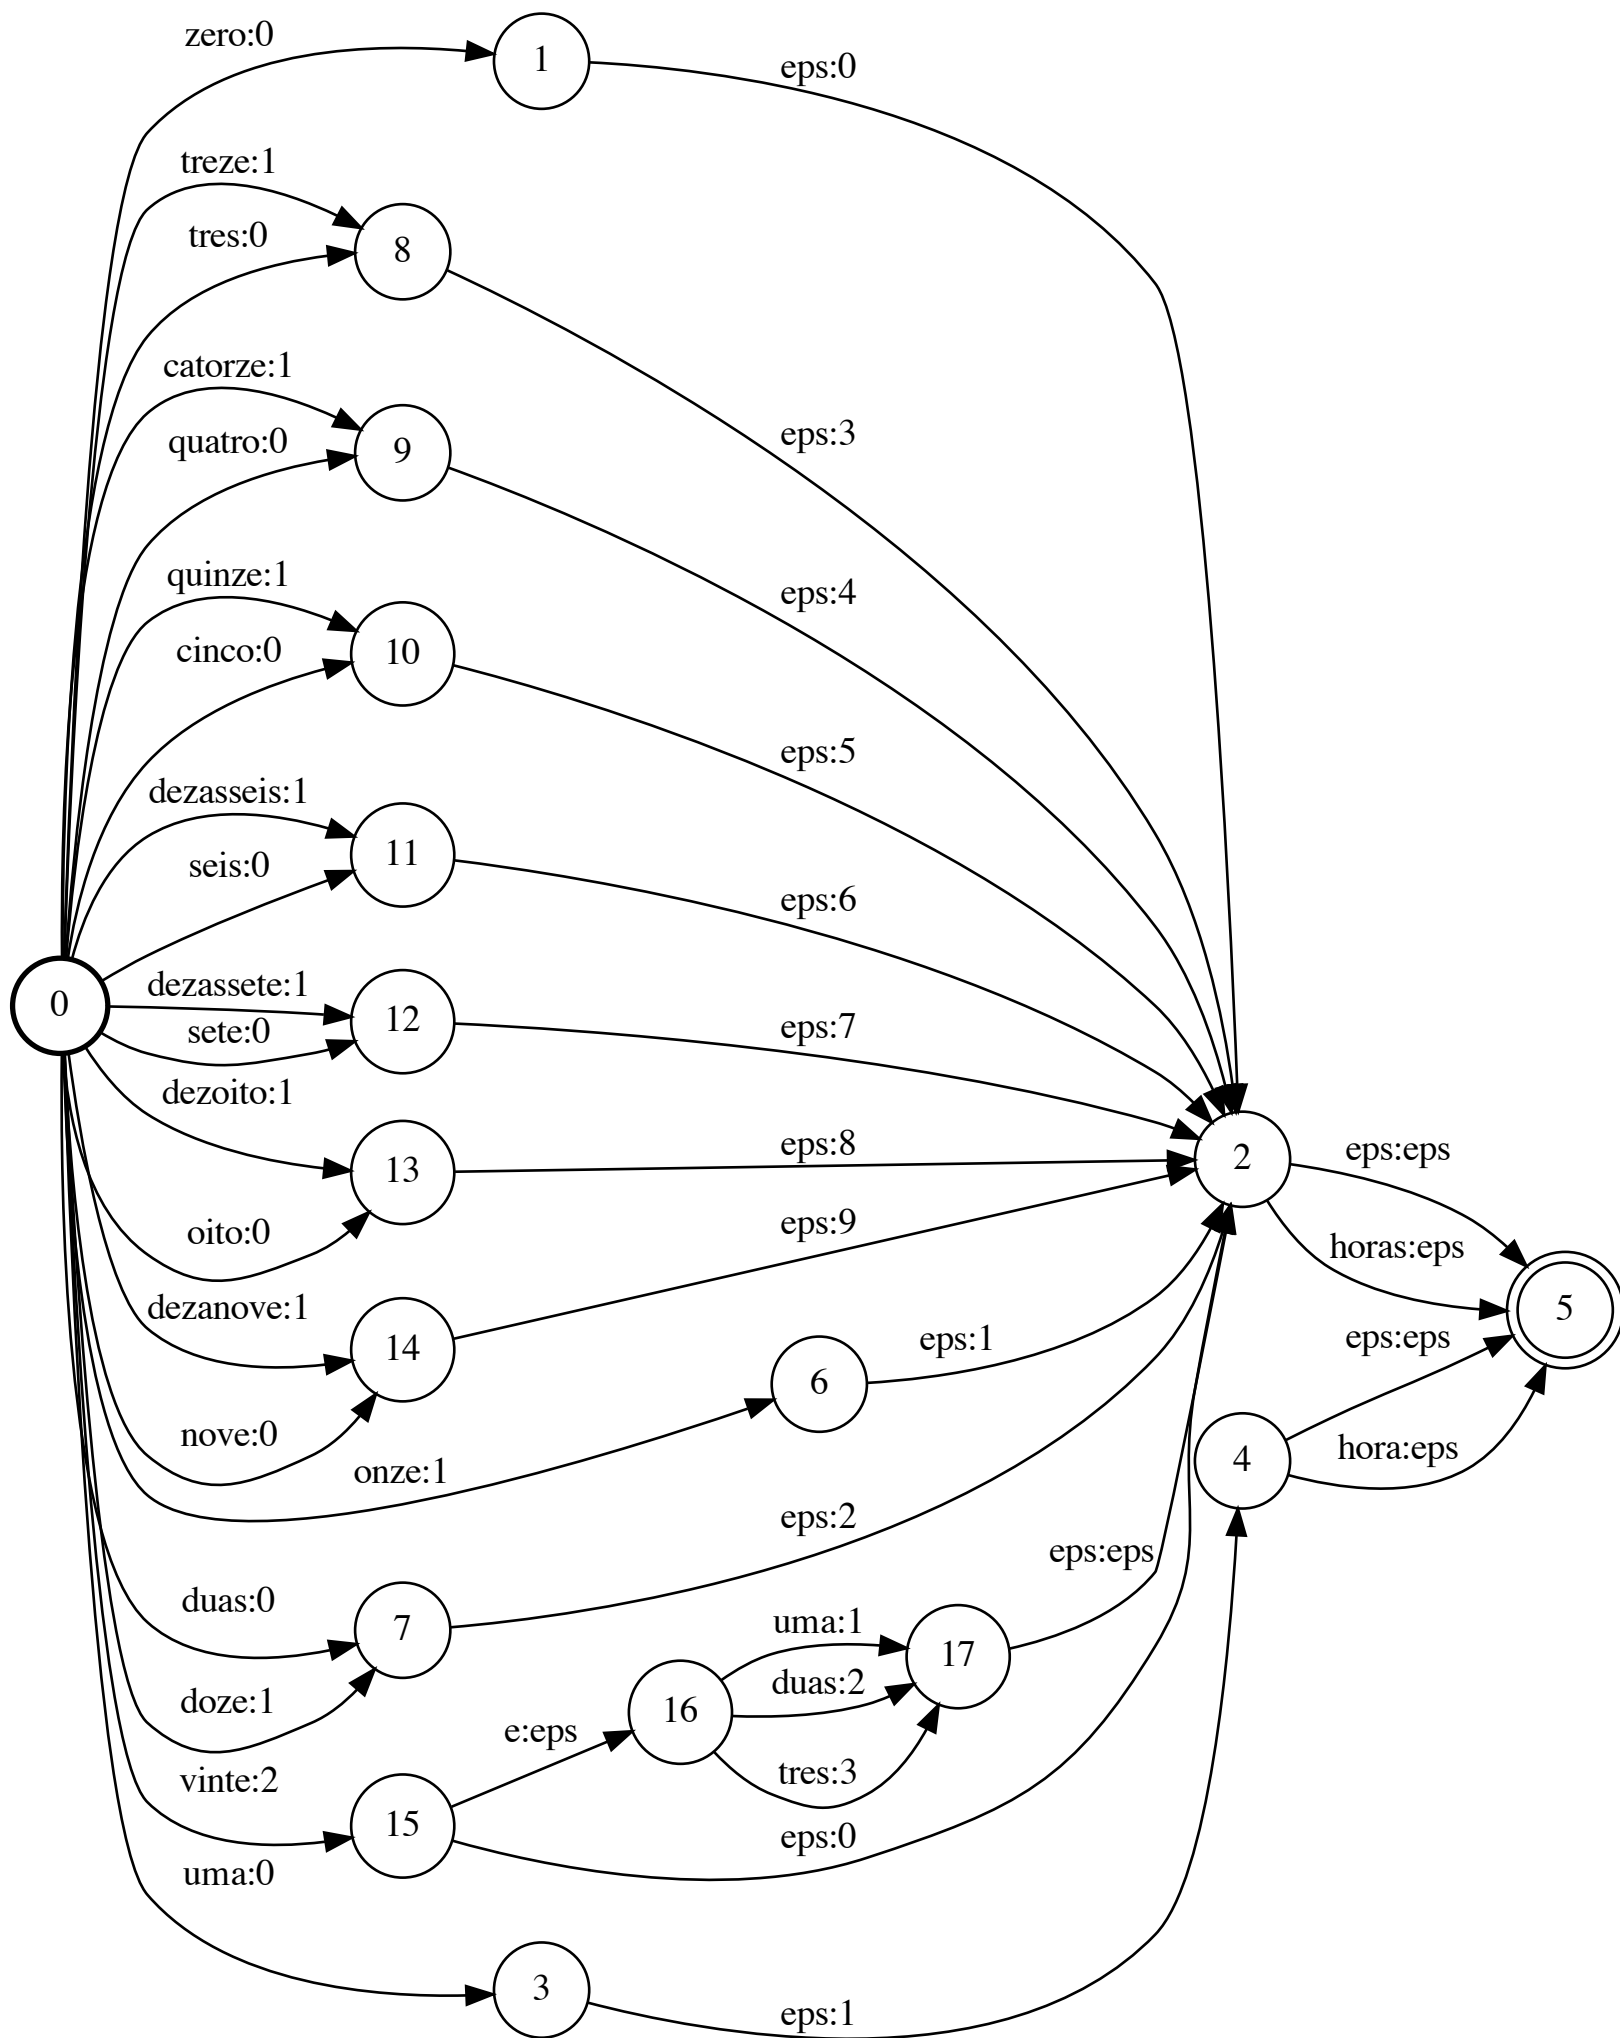 zero:0
1
eps:0
treze:1
tres:0
8
catorze:1
quatro:0
9
eps:3
quinze:1
cinco:0
10
eps:4
dezasseis:1
seis:0
11
eps:5
eps:6
0
dezassete:1
sete:0
12
eps:7
dezoito:1
13
eps:8
2
eps:eps
oito:0
eps:9
horas:eps
dezanove:1
14
5
eps:eps
6
eps:1
nove:0
onze:1
4
hora:eps
eps:2
eps:eps
duas:0
7
doze:1
uma:1
duas:2
tres:3
16
17
e:eps
vinte:2
15
eps:0
uma:0
3
eps:1